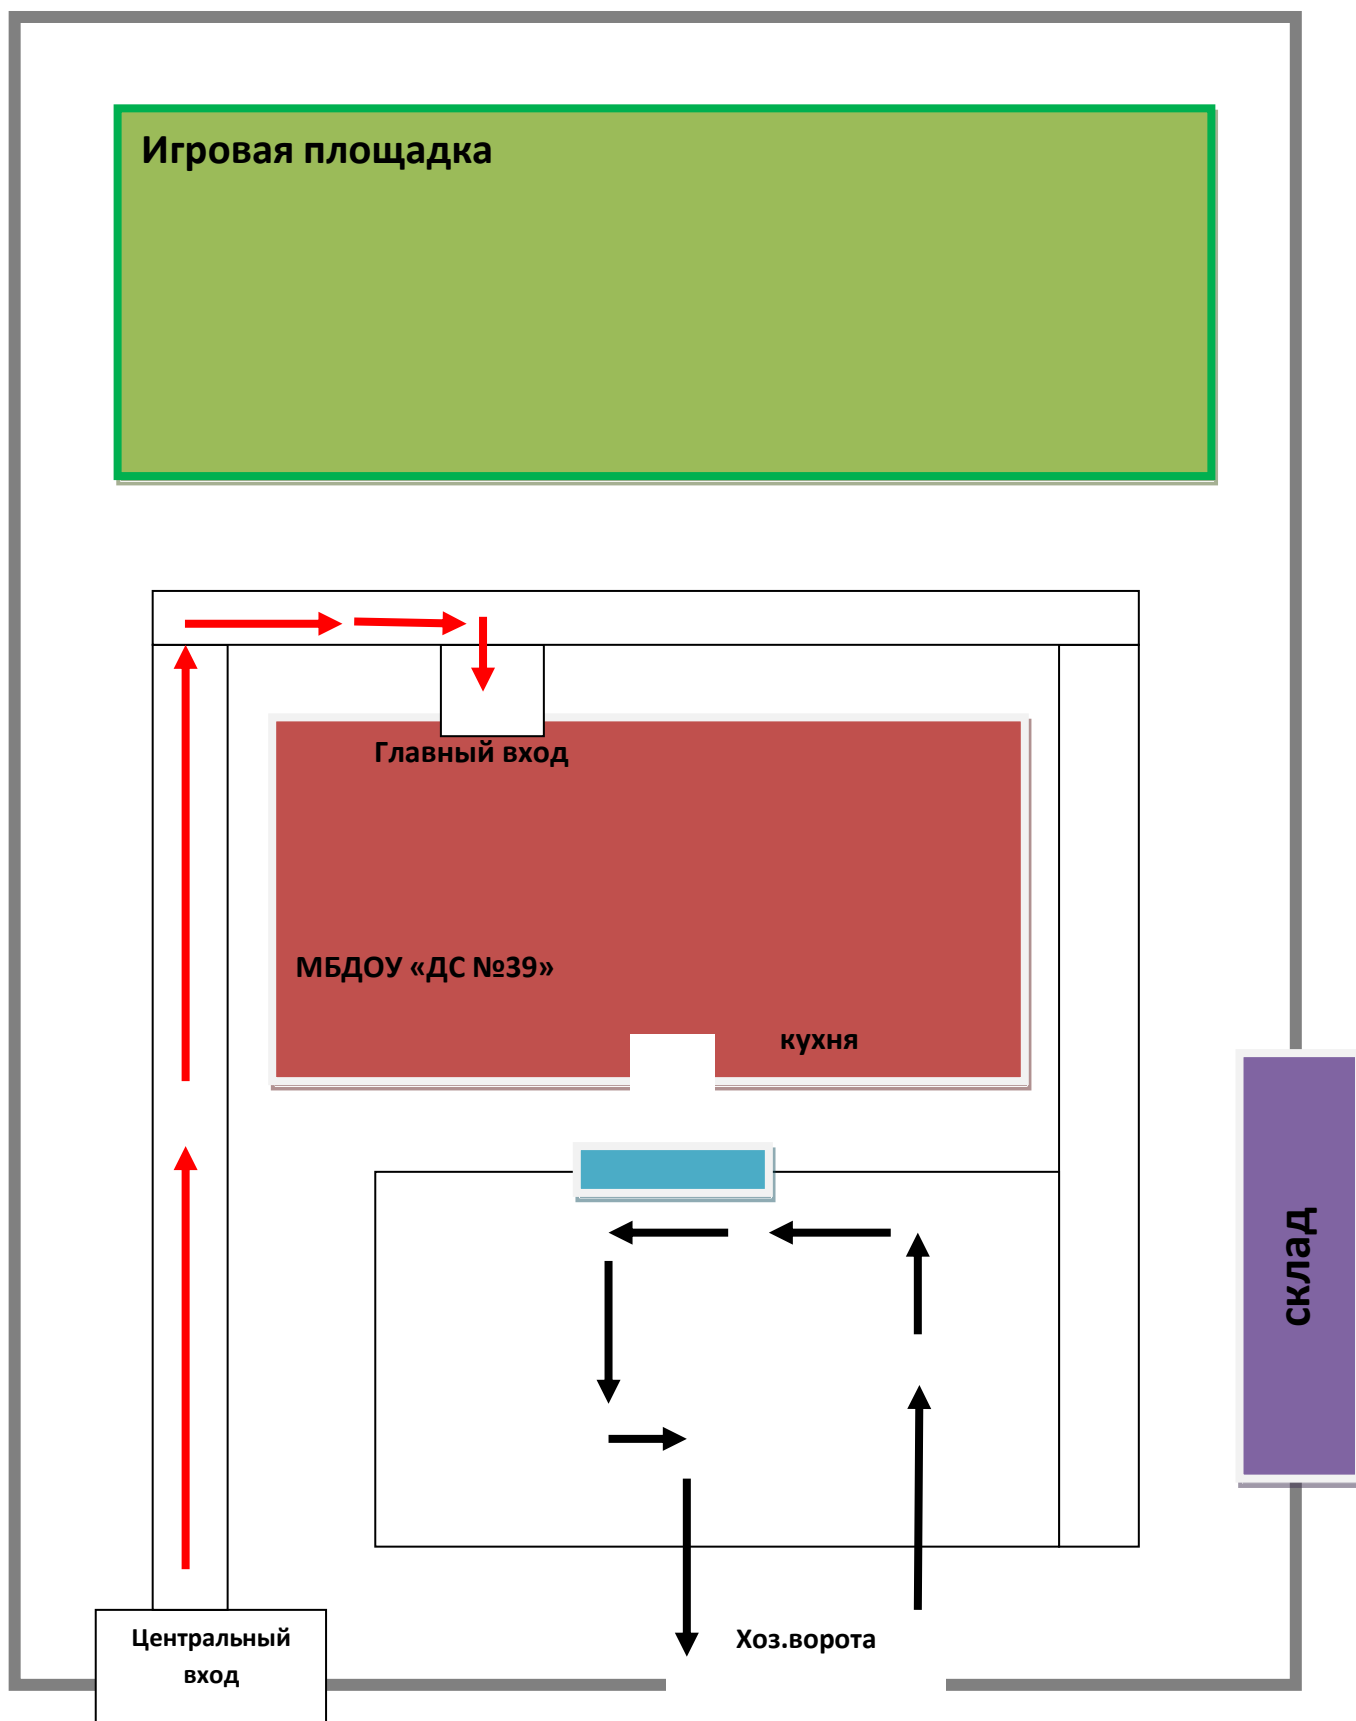 Игровая площадка
Главный вход
МБДОУ «ДС №39»
кухня
склад
Центральный
вход
Хоз.ворота